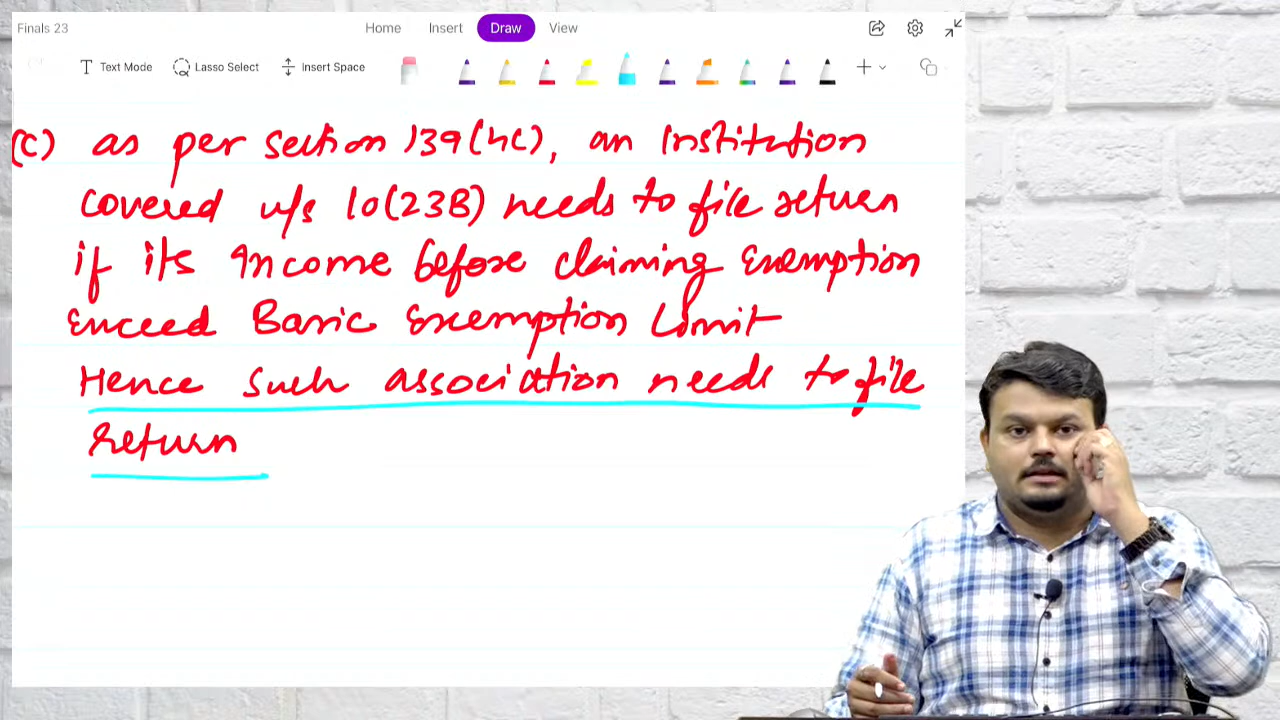 Finals 23
Home Insert Draw View
Text Mode Lasso Select Insert Space
(C) as per section 139(4C), an Institution
covered u/s 10(23B) needs to file return
if its Income before claiming Exemption
Exceed Basic Exemption Limit
Hence such association needs to file
return